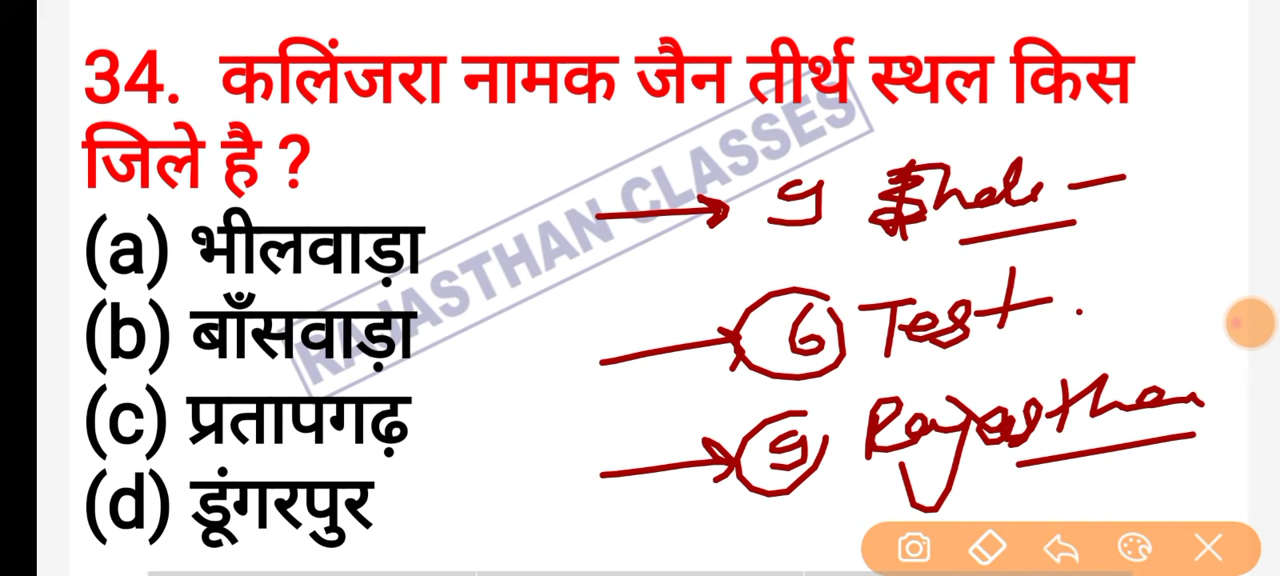 34. कलिंजरा नामक जैन तीर्थ स्थल किस
जिले है ?
(a) भीलवाड़ा
(b) बाँसवाड़ा
(c) प्रतापगढ़
(d) डूंगरपुर
RAJASTHAN CLASSES
6 Test
Rajasthan